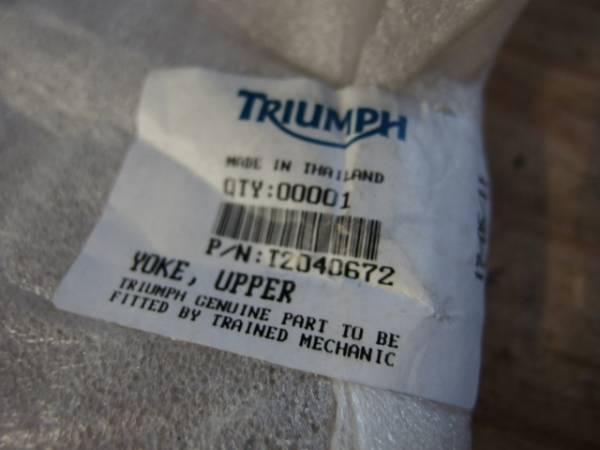 TRIUMPH
MADE IN THAILAND
QTY:00001
P/N:T2040672
YOKE, UPPER
TRIUMPH GENUINE PART TO BE
FITTED BY TRAINED MECHANIC